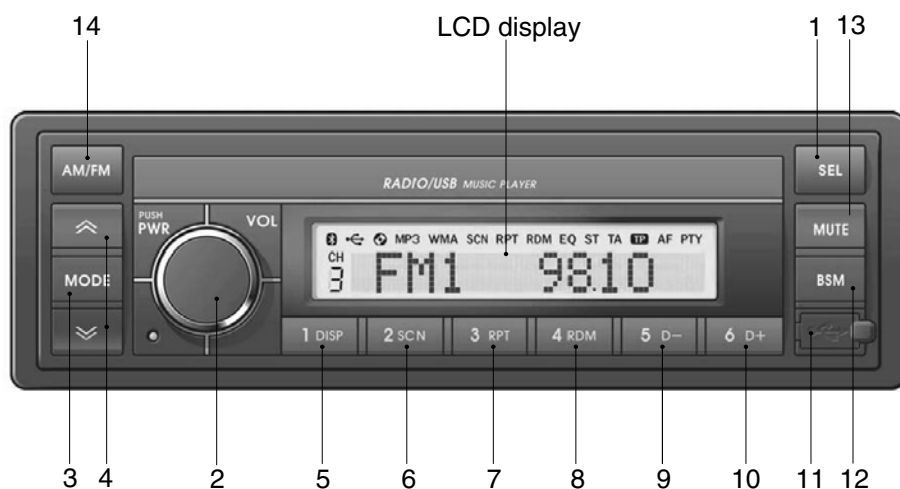 14 LCD display 1 13
AM/FM RADIO/USB MUSIC PLAYER SEL
PUSH
PWR VOL MUTE
MP3 WMA SCN RPT RDM EQ ST TA TP AF PTY
CH
3 FM1 98.10
MODE BSM
1 DISP 2 SCN 3 RPT 4 RDM 5 D− 6 D+
3 4 2 5 6 7 8 9 10 11 12